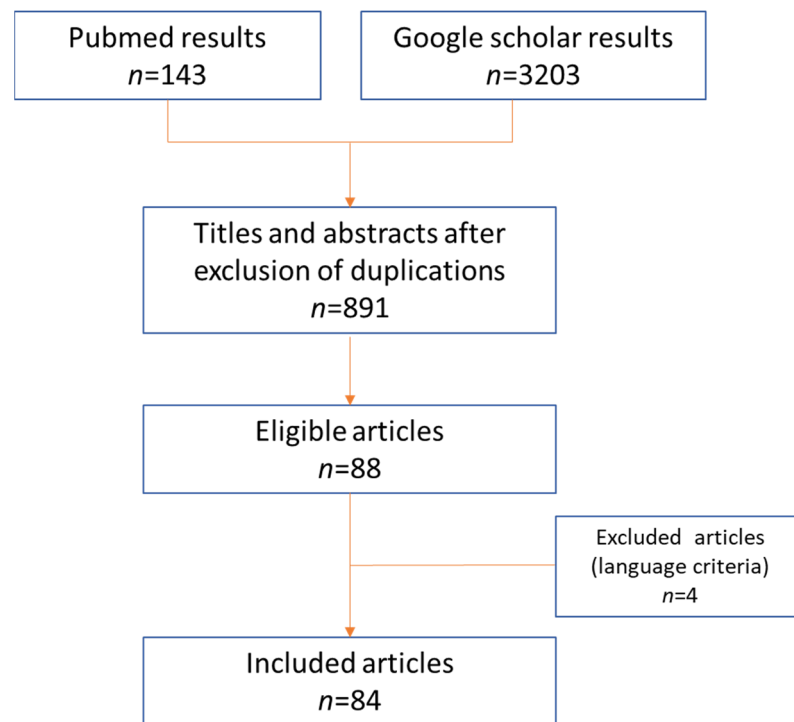 Pubmed results
n=143
Google scholar results
n=3203
Titles and abstracts after
exclusion of duplications
n=891
Eligible articles
n=88
Excluded articles
(language criteria)
n=4
Included articles
n=84